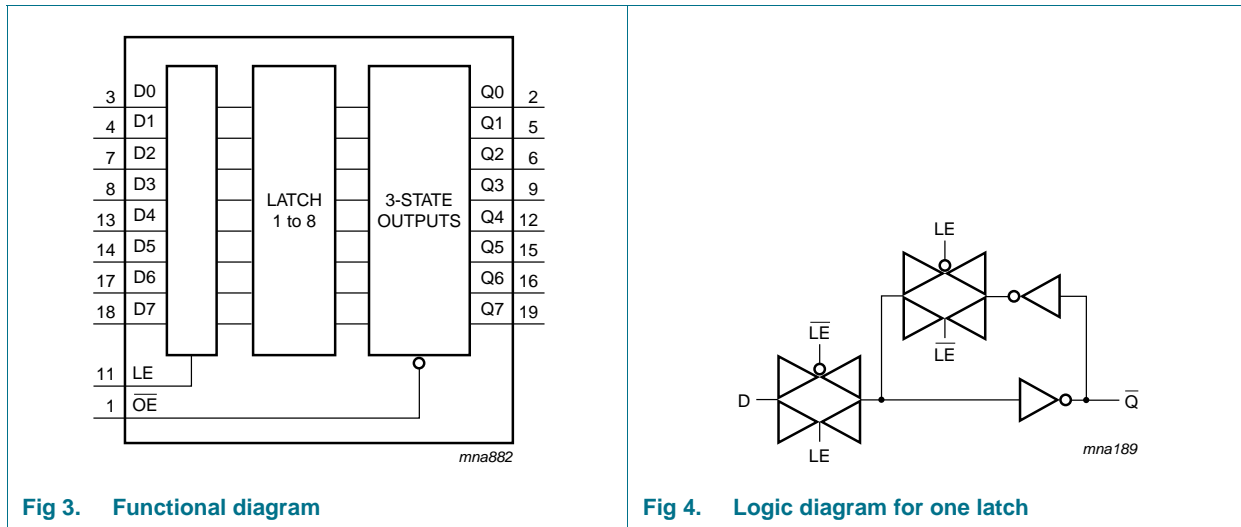 3 D0 Q0 2
4 D1 Q1 5
7 D2 Q2 6
8 D3 Q3 9
13 D4 Q4 12
14 D5 Q5 15
17 D6 Q6 16
18 D7 Q7 19
LATCH
1 to 8
3-STATE
OUTPUTS
11 LE
1 O̅E̅
mna882
Fig 3. Functional diagram
LE
L̅E̅
L̅E̅
D
LE
Q̅
mna189
Fig 4. Logic diagram for one latch